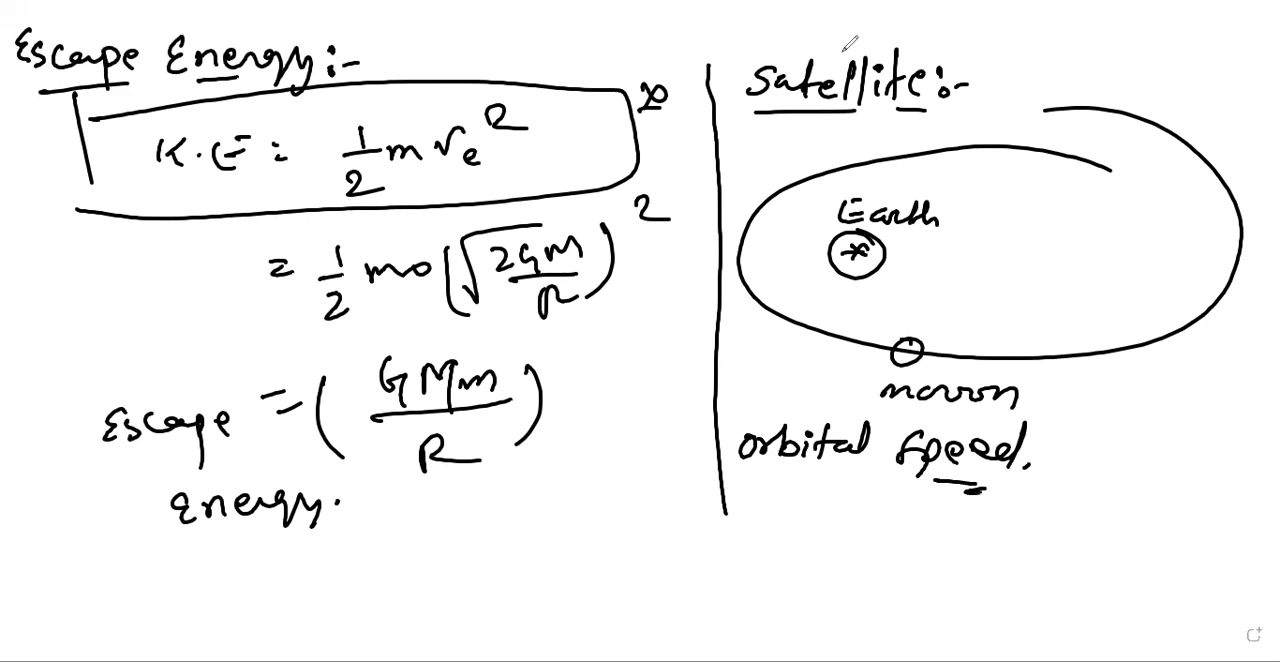 Escape Energy:-
K.E = 1/2 m ve^2
= 1/2 mo (√(2GM/R))^2
Escape energy. = (GMm/R)
Satellite:-
Earth
moon
orbital speed.